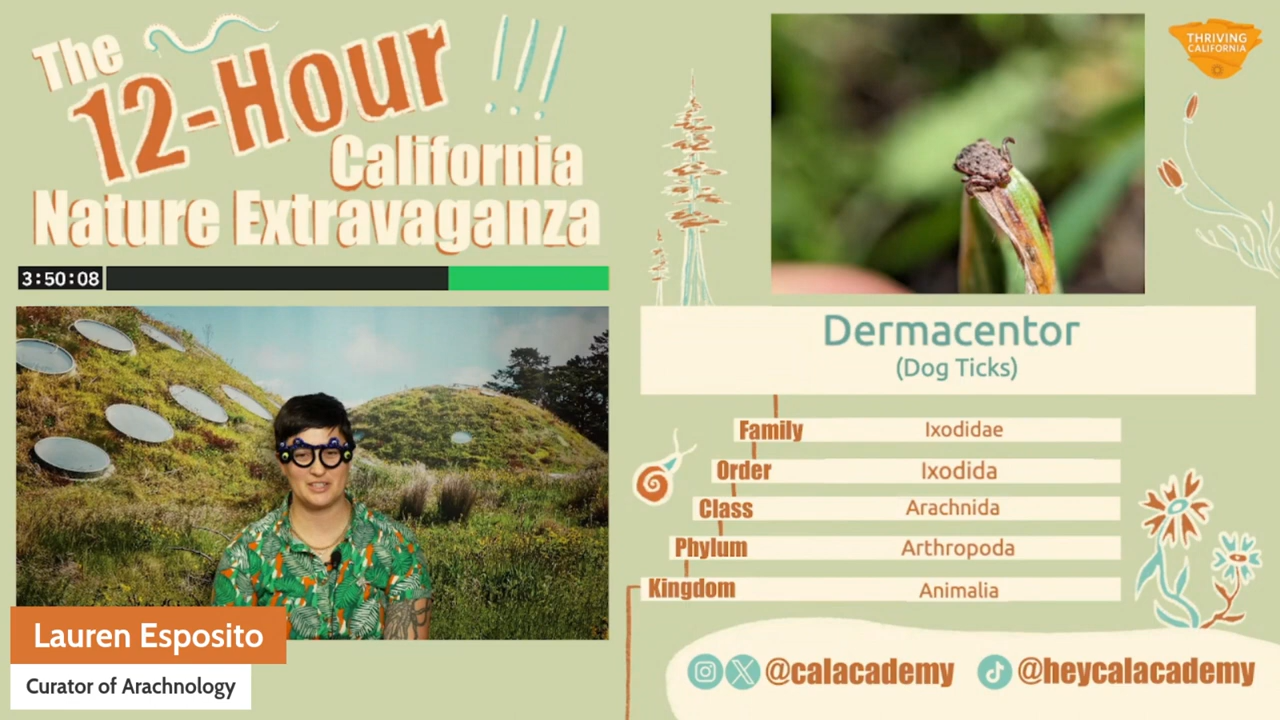 The
12-Hour !!!
California
Nature Extravaganza
3:50:08
Lauren Esposito
Curator of Arachnology
THRIVING
CALIFORNIA
Dermacentor
(Dog Ticks)
Family Ixodidae
Order Ixodida
Class Arachnida
Phylum Arthropoda
Kingdom Animalia
@calacademy @heycalacademy